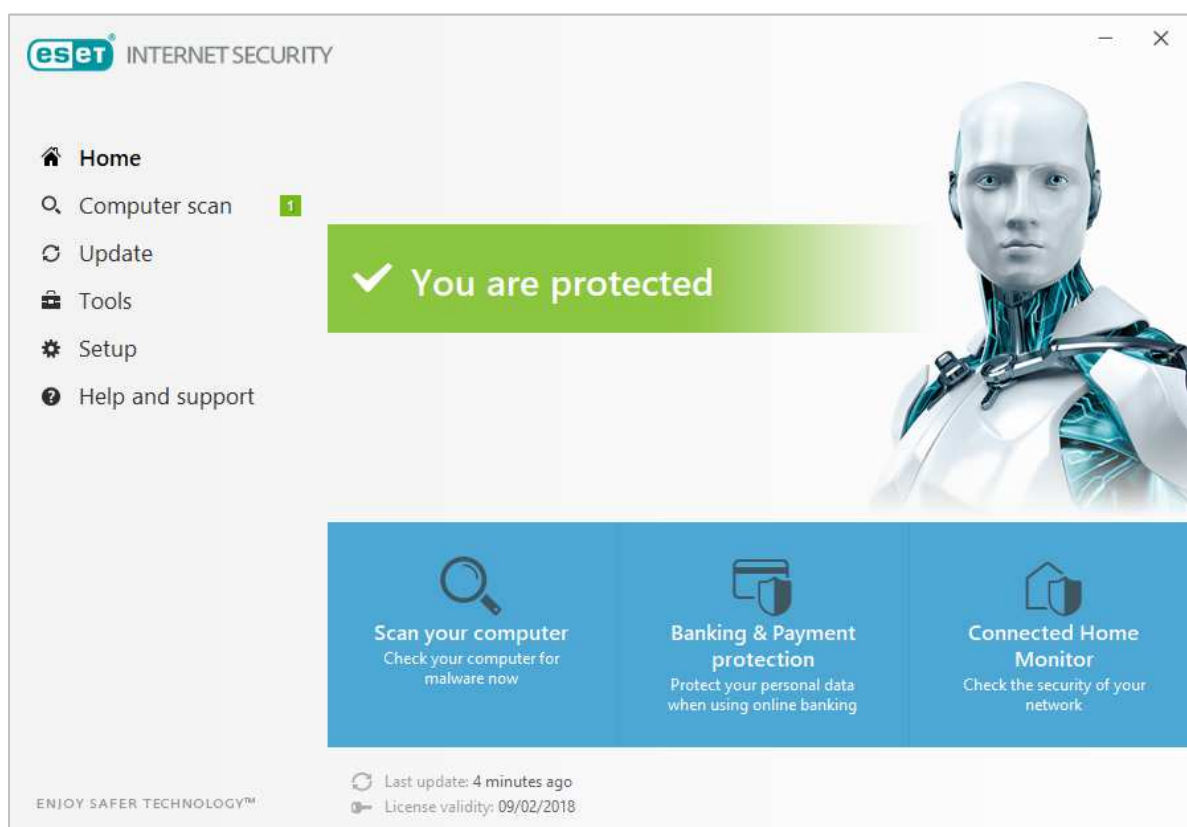 eset® INTERNET SECURITY
Home
Computer scan 1
Update
Tools
Setup
Help and support
You are protected
Scan your computer
Check your computer for
malware now
Banking & Payment
protection
Protect your personal data
when using online banking
Connected Home
Monitor
Check the security of your
network
Last update: 4 minutes ago
License validity: 09/02/2018
ENJOY SAFER TECHNOLOGY™